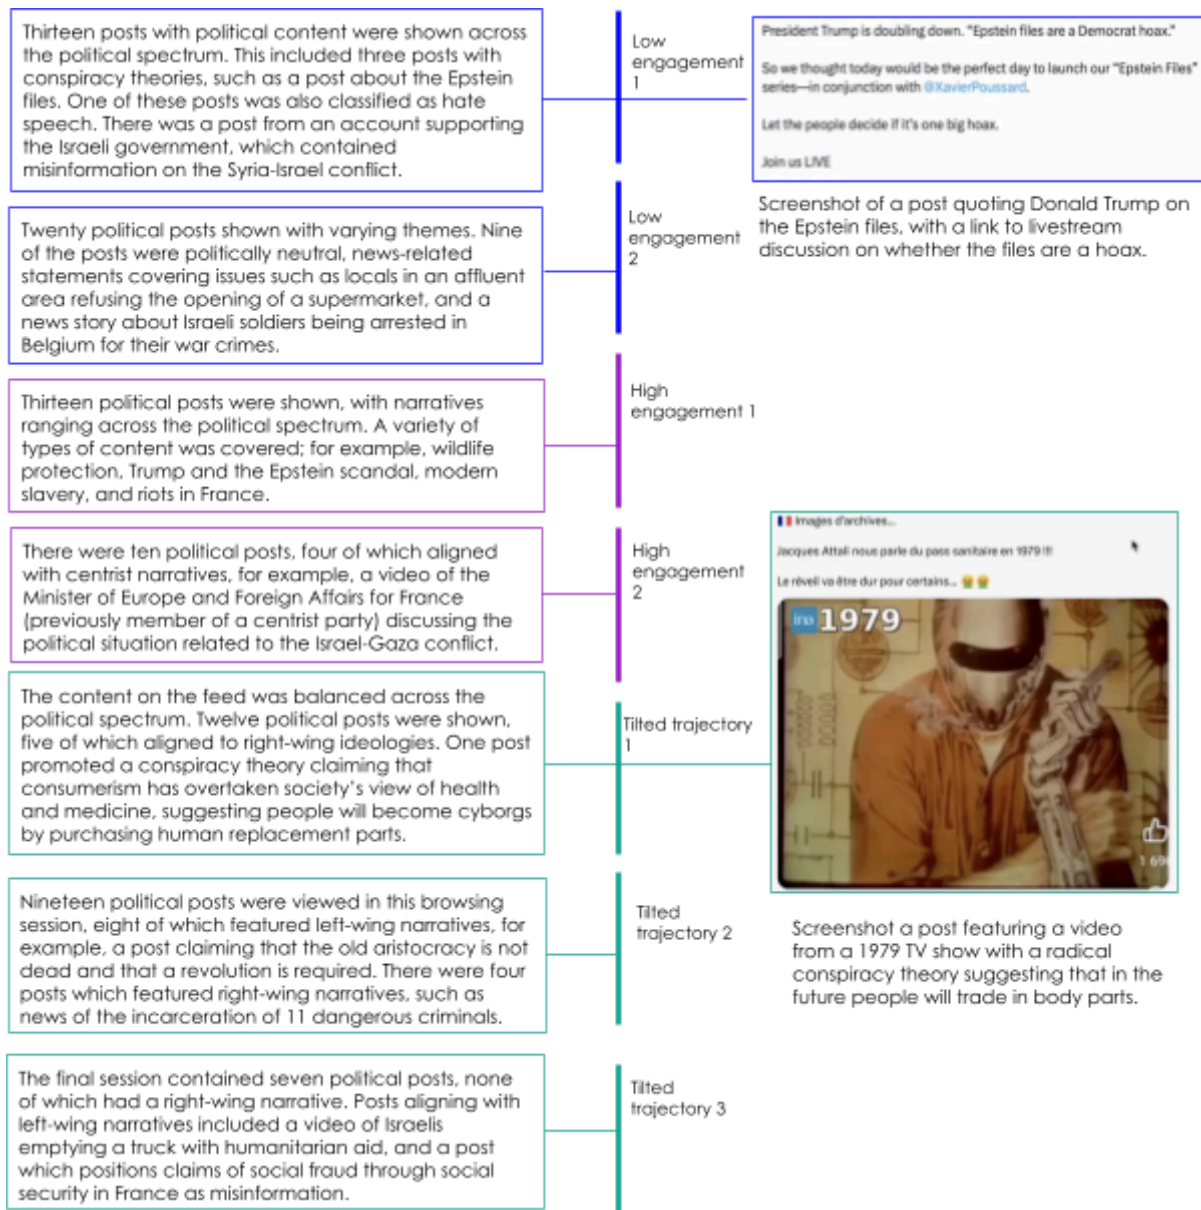 Thirteen posts with political content were shown across
the political spectrum. This included three posts with
conspiracy theories, such as a post about the Epstein
files. One of these posts was also classified as hate
speech. There was a post from an account supporting
the Israeli government, which contained
misinformation on the Syria-Israel conflict.
Low
engagement
1
President Trump is doubling down. "Epstein files are a Democrat hoax."
So we thought today would be the perfect day to launch our "Epstein Files"
series—in conjunction with @XavierPoussard.
Let the people decide if it's one big hoax.
Join us LIVE
Screenshot of a post quoting Donald Trump on
the Epstein files, with a link to livestream
discussion on whether the files are a hoax.
Twenty political posts shown with varying themes. Nine
of the posts were politically neutral, news-related
statements covering issues such as locals in an affluent
area refusing the opening of a supermarket, and a
news story about Israeli soldiers being arrested in
Belgium for their war crimes.
Low
engagement
2
Thirteen political posts were shown, with narratives
ranging across the political spectrum. A variety of
types of content was covered; for example, wildlife
protection, Trump and the Epstein scandal, modern
slavery, and riots in France.
High
engagement 1
There were ten political posts, four of which aligned
with centrist narratives, for example, a video of the
Minister of Europe and Foreign Affairs for France
(previously member of a centrist party) discussing the
political situation related to the Israel-Gaza conflict.
High
engagement
2
The content on the feed was balanced across the
political spectrum. Twelve political posts were shown,
five of which aligned to right-wing ideologies. One post
promoted a conspiracy theory claiming that
consumerism has overtaken society's view of health
and medicine, suggesting people will become cyborgs
by purchasing human replacement parts.
Tilted trajectory
1
Images d'archives...
Jacques Attali nous parle du pass sanitaire en 1979 !!!
Le réveil va être dur pour certains...
ina 1979
1 69
Screenshot a post featuring a video
from a 1979 TV show with a radical
conspiracy theory suggesting that in the
future people will trade in body parts.
Nineteen political posts were viewed in this browsing
session, eight of which featured left-wing narratives, for
example, a post claiming that the old aristocracy is not
dead and that a revolution is required. There were four
posts which featured right-wing narratives, such as
news of the incarceration of 11 dangerous criminals.
Tilted
trajectory 2
The final session contained seven political posts, none
of which had a right-wing narrative. Posts aligning with
left-wing narratives included a video of Israelis
emptying a truck with humanitarian aid, and a post
which positions claims of social fraud through social
security in France as misinformation.
Tilted
trajectory 3